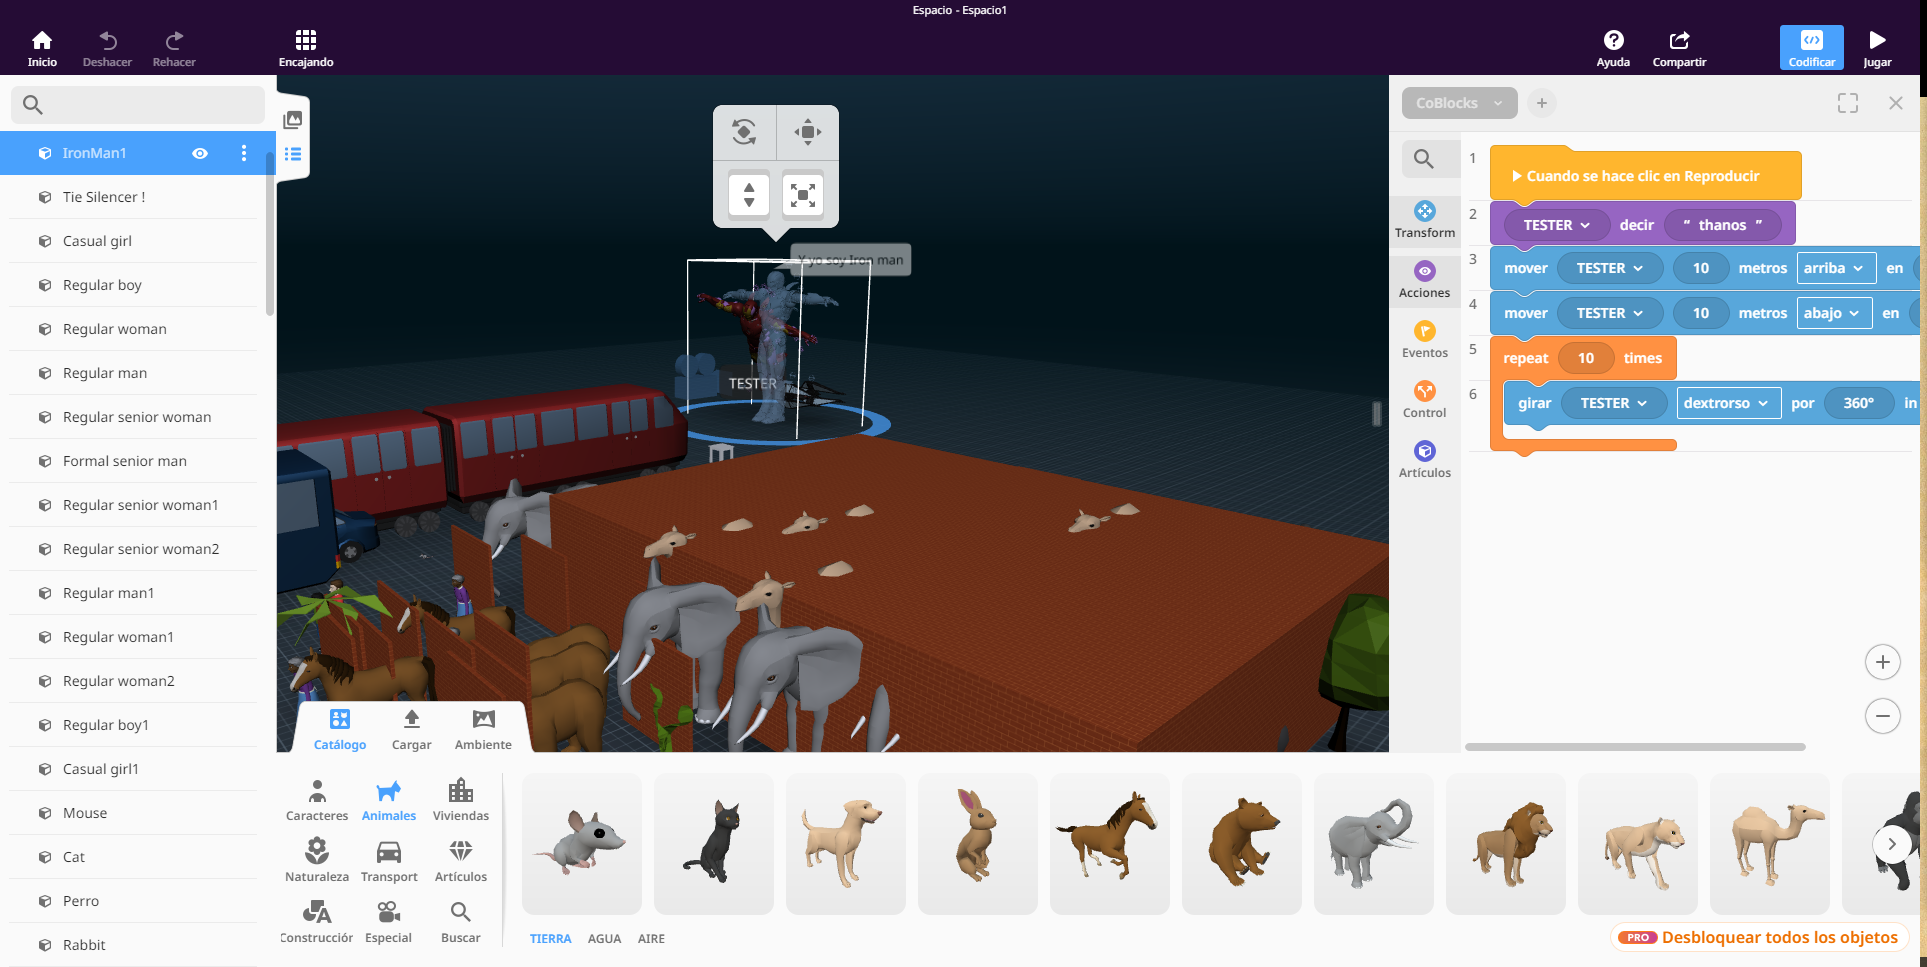 Espacio - Espacio1
Inicio
Deshacer
Rehacer
Encajando
Ayuda
Compartir
Codificar
Jugar
IronMan1
Tie Silencer !
Casual girl
Regular boy
Regular woman
Regular man
Regular senior woman
Formal senior man
Regular senior woman1
Regular senior woman2
Regular man1
Regular woman1
Regular woman2
Regular boy1
Casual girl1
Mouse
Cat
Perro
Rabbit
Y yo soy Iron man
TESTER
Catálogo
Cargar
Ambiente
Caracteres
Animales
Viviendas
Naturaleza
Transport
Artículos
Construcción
Especial
Buscar
TIERRA
AGUA
AIRE
PRO Desbloquear todos los objetos
CoBlocks
Transform
Acciones
Eventos
Control
Artículos
1 Cuando se hace clic en Reproducir
2 TESTER decir “ thanos ”
3 mover TESTER 10 metros arriba en
4 mover TESTER 10 metros abajo en
5 repeat 10 times
6 girar TESTER dextrorso por 360° in